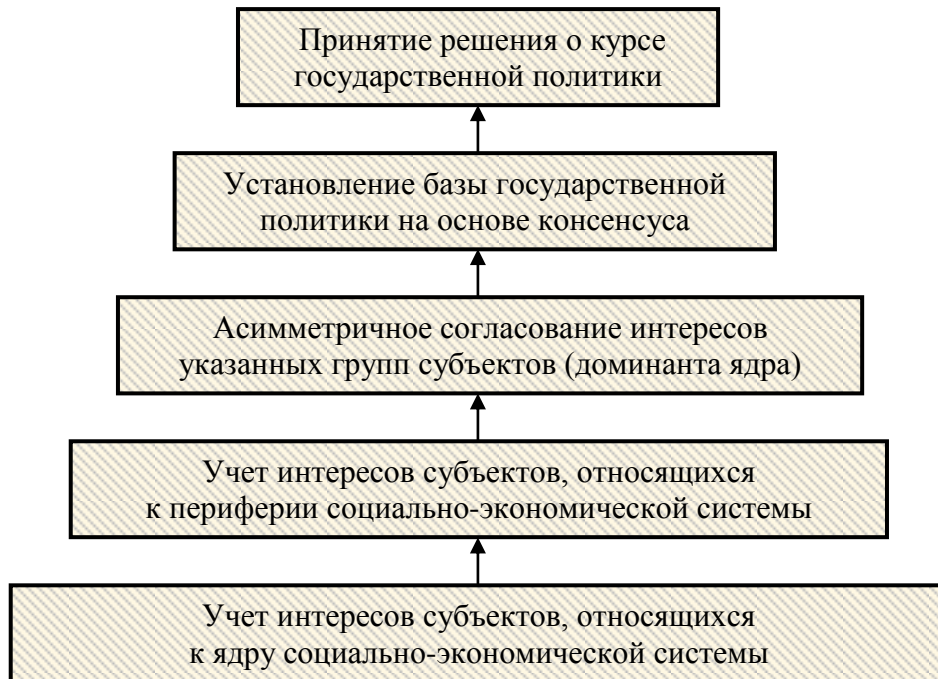 Принятие решения о курсе
государственной политики
Установление базы государственной
политики на основе консенсуса
Асимметричное согласование интересов
указанных групп субъектов (доминанта ядра)
Учет интересов субъектов, относящихся
к периферии социально-экономической системы
Учет интересов субъектов, относящихся
к ядру социально-экономической системы